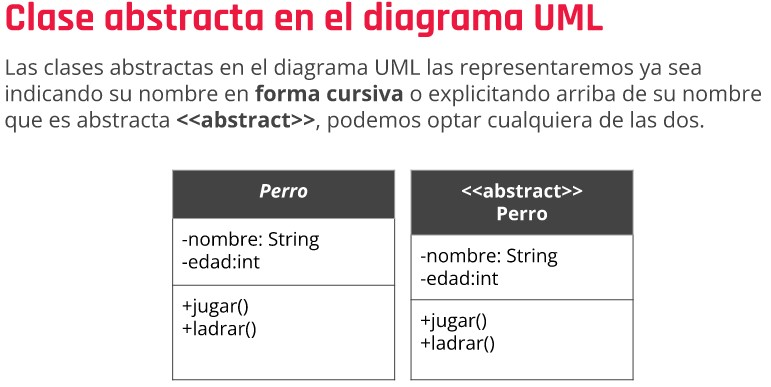 Clase abstracta en el diagrama UML
Las clases abstractas en el diagrama UML las representaremos ya sea
indicando su nombre en forma cursiva o explicitando arriba de su nombre
que es abstracta <<abstract>>, podemos optar cualquiera de las dos.
Perro
-nombre: String
-edad:int
+jugar()
+ladrar()
<<abstract>>
Perro
-nombre: String
-edad:int
+jugar()
+ladrar()